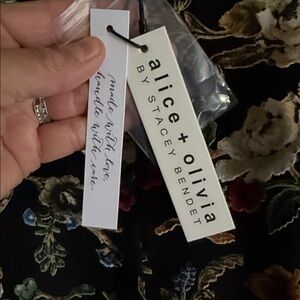 made with love,
handle with care.
alice + olivia
BY STACEY BENDET